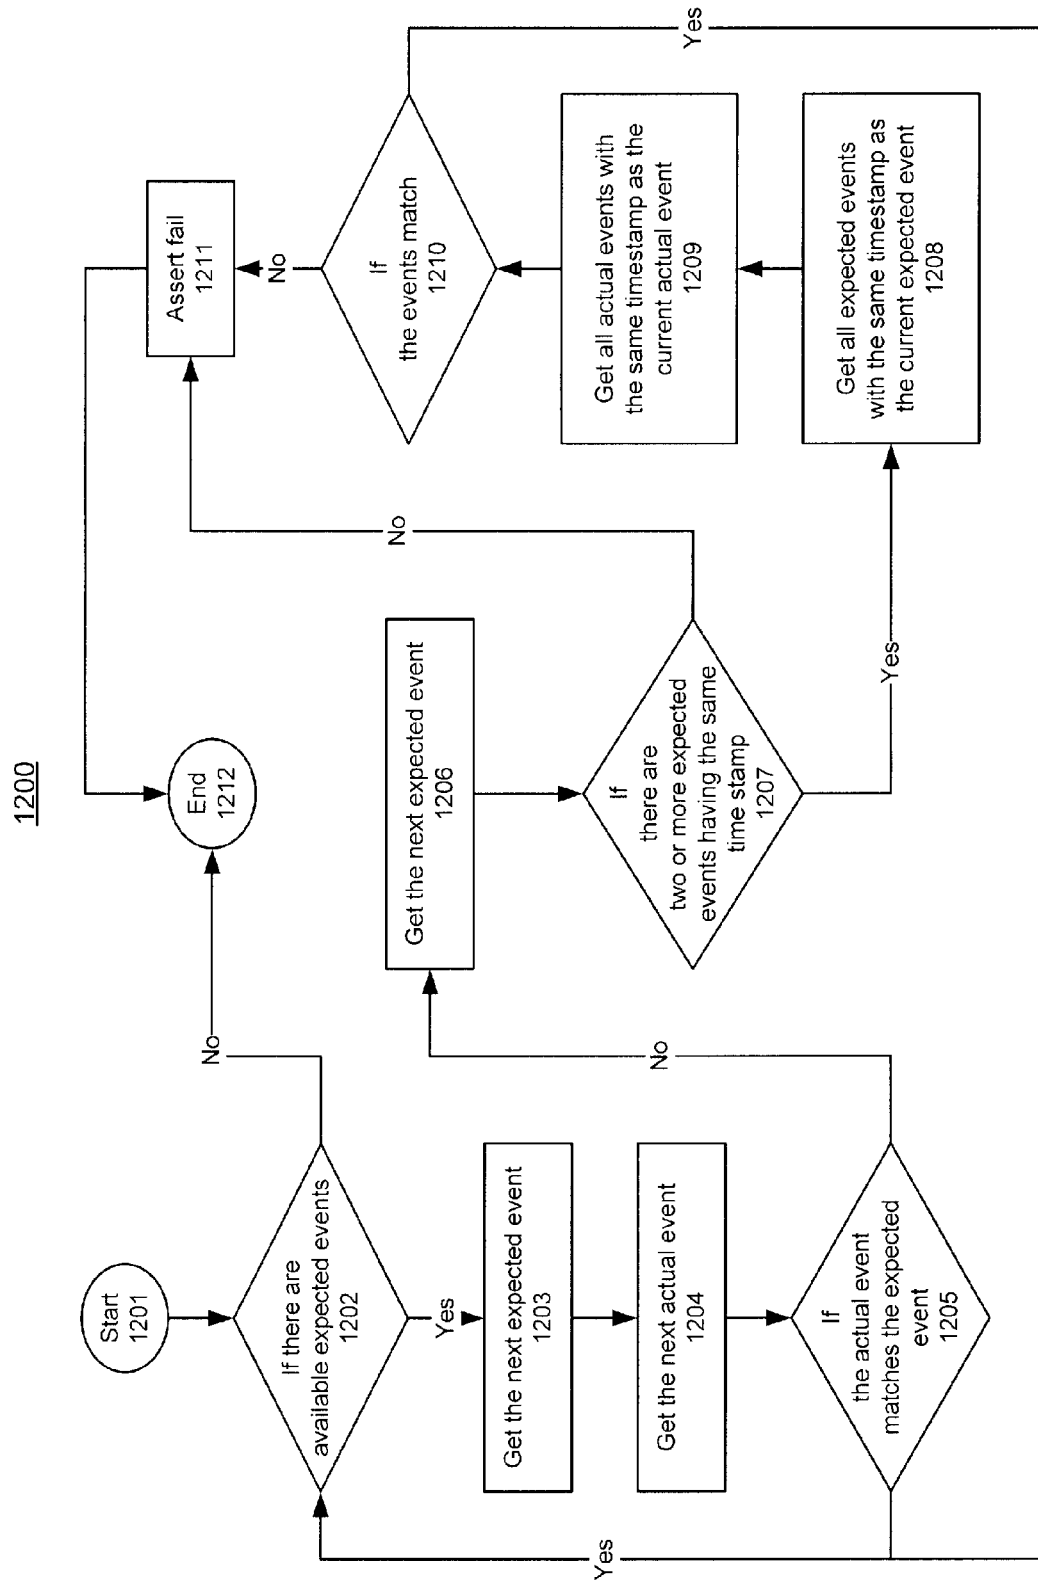 1200
Start
1201
If there are
available expected events
1202
No
Yes
Get the next expected event
1203
Get the next actual event
1204
If
the actual event
matches the expected
event
1205
Yes
No
End
1212
Get the next expected event
1206
If
there are
two or more expected
events having the same
time stamp
1207
No
Yes
Assert fail
1211
No
If
the events match
1210
Yes
Get all actual events with
the same timestamp as the
current actual event
1209
Get all expected events
with the same timestamp as
the current expected event
1208